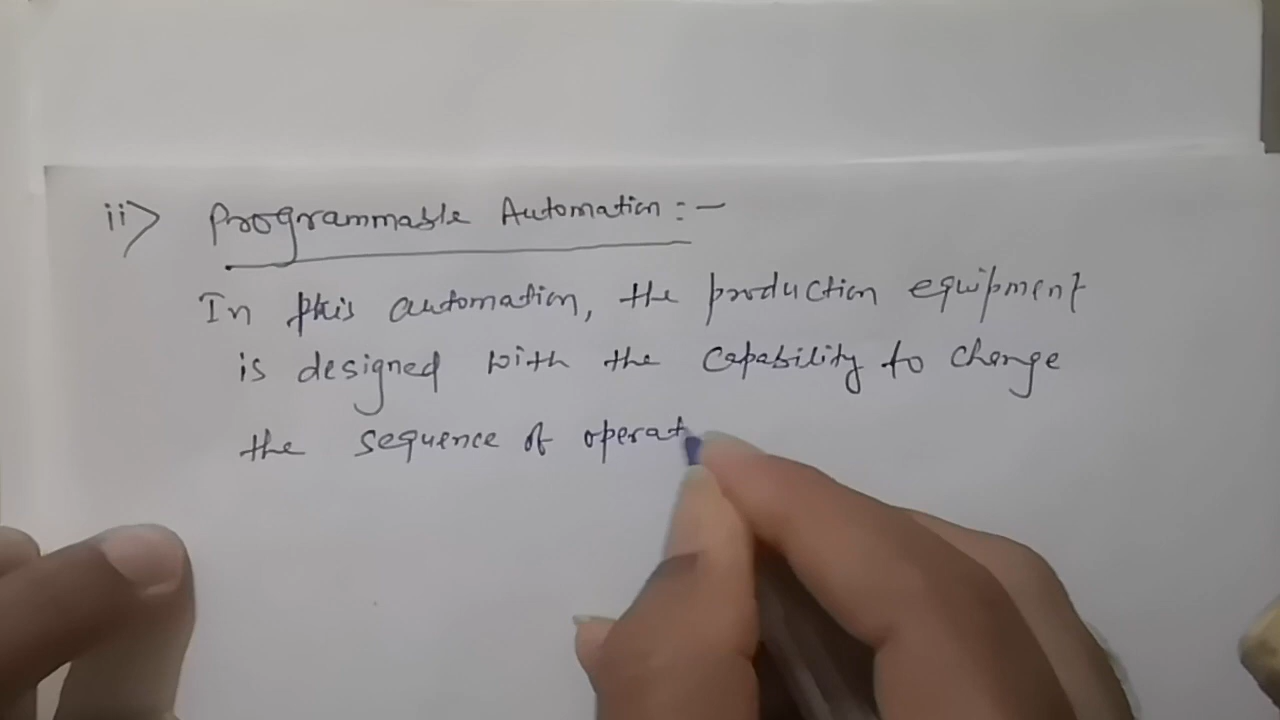 ii> Programmable Automation :-
In this automation, the production equipment
is designed with the capability to change
the sequence of operat